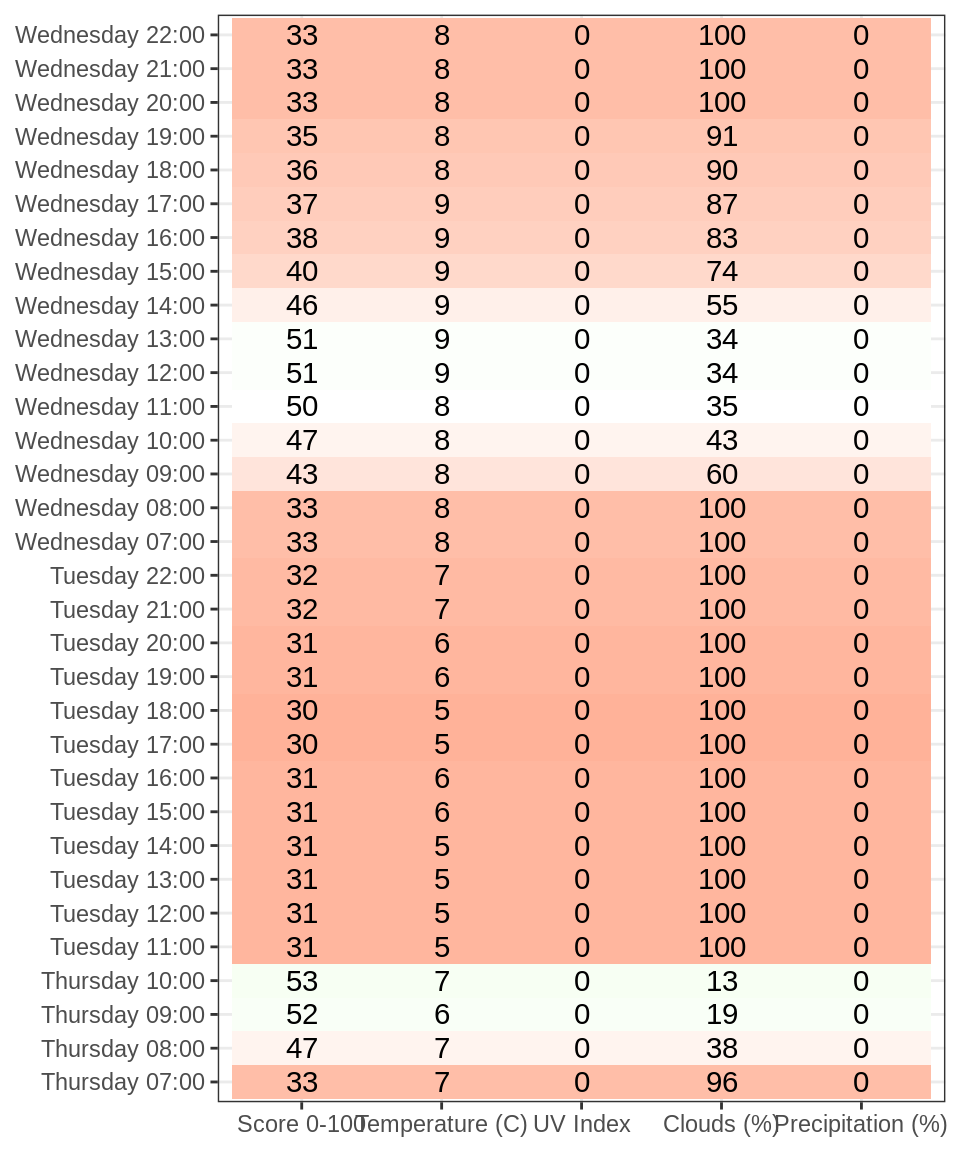 Wednesday 22:00 33 8 0 100 0
Wednesday 21:00 33 8 0 100 0
Wednesday 20:00 33 8 0 100 0
Wednesday 19:00 35 8 0 91 0
Wednesday 18:00 36 8 0 90 0
Wednesday 17:00 37 9 0 87 0
Wednesday 16:00 38 9 0 83 0
Wednesday 15:00 40 9 0 74 0
Wednesday 14:00 46 9 0 55 0
Wednesday 13:00 51 9 0 34 0
Wednesday 12:00 51 9 0 34 0
Wednesday 11:00 50 8 0 35 0
Wednesday 10:00 47 8 0 43 0
Wednesday 09:00 43 8 0 60 0
Wednesday 08:00 33 8 0 100 0
Wednesday 07:00 33 8 0 100 0
Tuesday 22:00 32 7 0 100 0
Tuesday 21:00 32 7 0 100 0
Tuesday 20:00 31 6 0 100 0
Tuesday 19:00 31 6 0 100 0
Tuesday 18:00 30 5 0 100 0
Tuesday 17:00 30 5 0 100 0
Tuesday 16:00 31 6 0 100 0
Tuesday 15:00 31 6 0 100 0
Tuesday 14:00 31 5 0 100 0
Tuesday 13:00 31 5 0 100 0
Tuesday 12:00 31 5 0 100 0
Tuesday 11:00 31 5 0 100 0
Thursday 10:00 53 7 0 13 0
Thursday 09:00 52 6 0 19 0
Thursday 08:00 47 7 0 38 0
Thursday 07:00 33 7 0 96 0
Score 0-100 Temperature (C) UV Index Clouds (%) Precipitation (%)